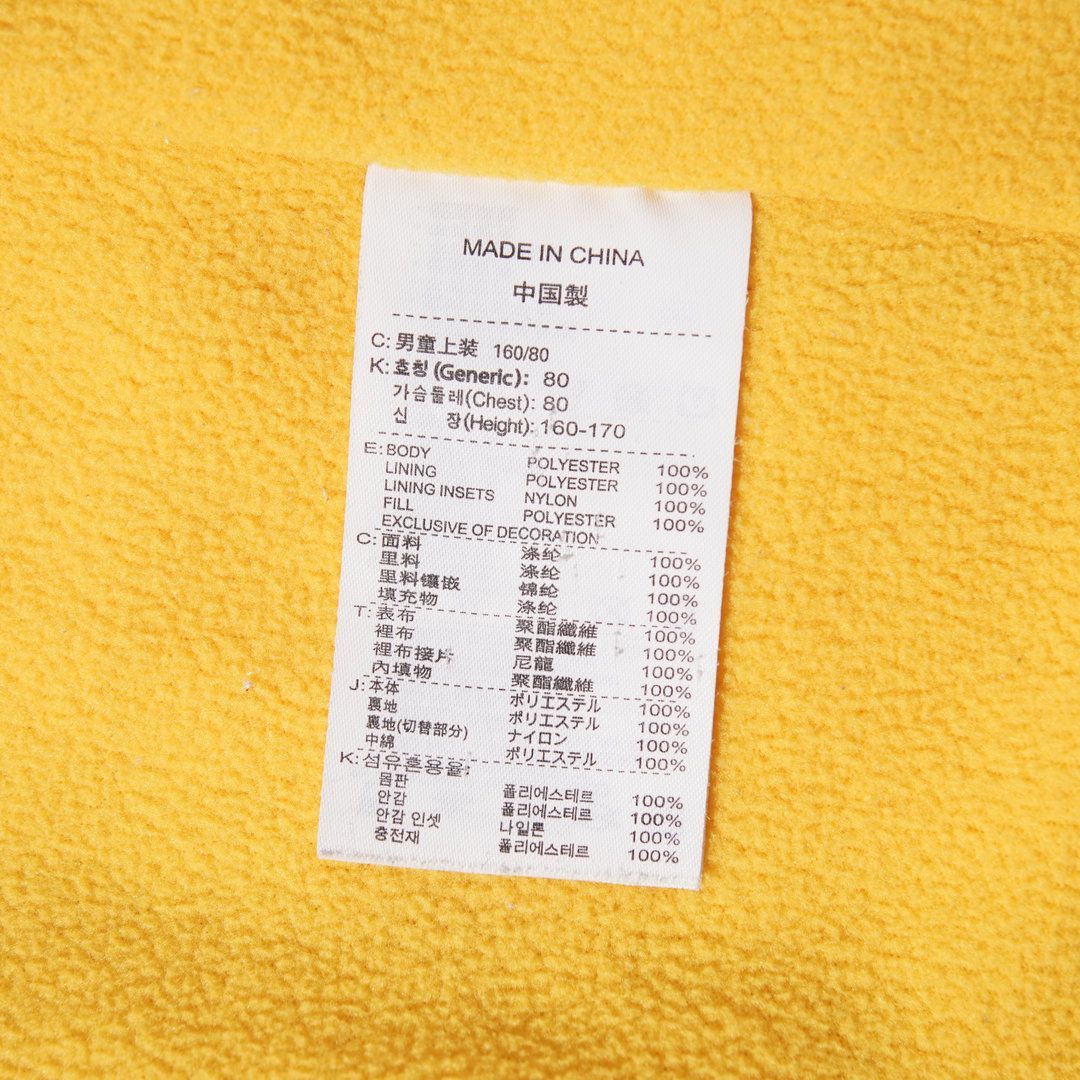 MADE IN CHINA
中国製
C: 男童上装 160/80
K: 호칭 (Generic): 80
가슴둘레(Chest): 80
신 장(Height): 160-170
E: BODY POLYESTER 100%
LINING POLYESTER 100%
LINING INSETS NYLON 100%
FILL POLYESTER 100%
EXCLUSIVE OF DECORATION
C: 面料 涤纶 100%
里料 涤纶 100%
里料镶嵌 锦纶 100%
填充物 涤纶 100%
T: 表布 聚酯纖維 100%
裡布 聚酯纖維 100%
裡布接片 尼龍 100%
內填物 聚酯纖維 100%
J: 本体 ポリエステル 100%
裏地 ポリエステル 100%
裏地(切替部分) ナイロン 100%
中綿 ポリエステル 100%
K: 섬유혼용율:
몸판 폴리에스테르 100%
안감 폴리에스테르 100%
안감 인셋 나일론 100%
충전재 폴리에스테르 100%